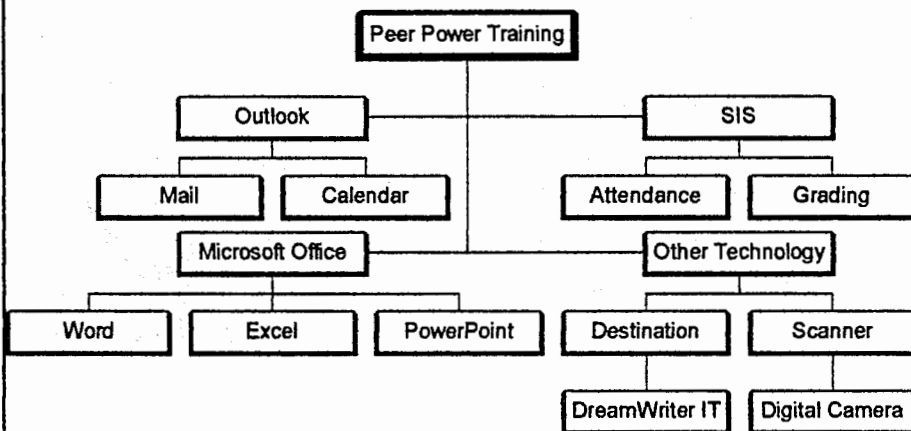 Peer Power Training
Outlook
SIS
Mail
Calendar
Attendance
Grading
Microsoft Office
Other Technology
Word
Excel
PowerPoint
Destination
Scanner
DreamWriter IT
Digital Camera